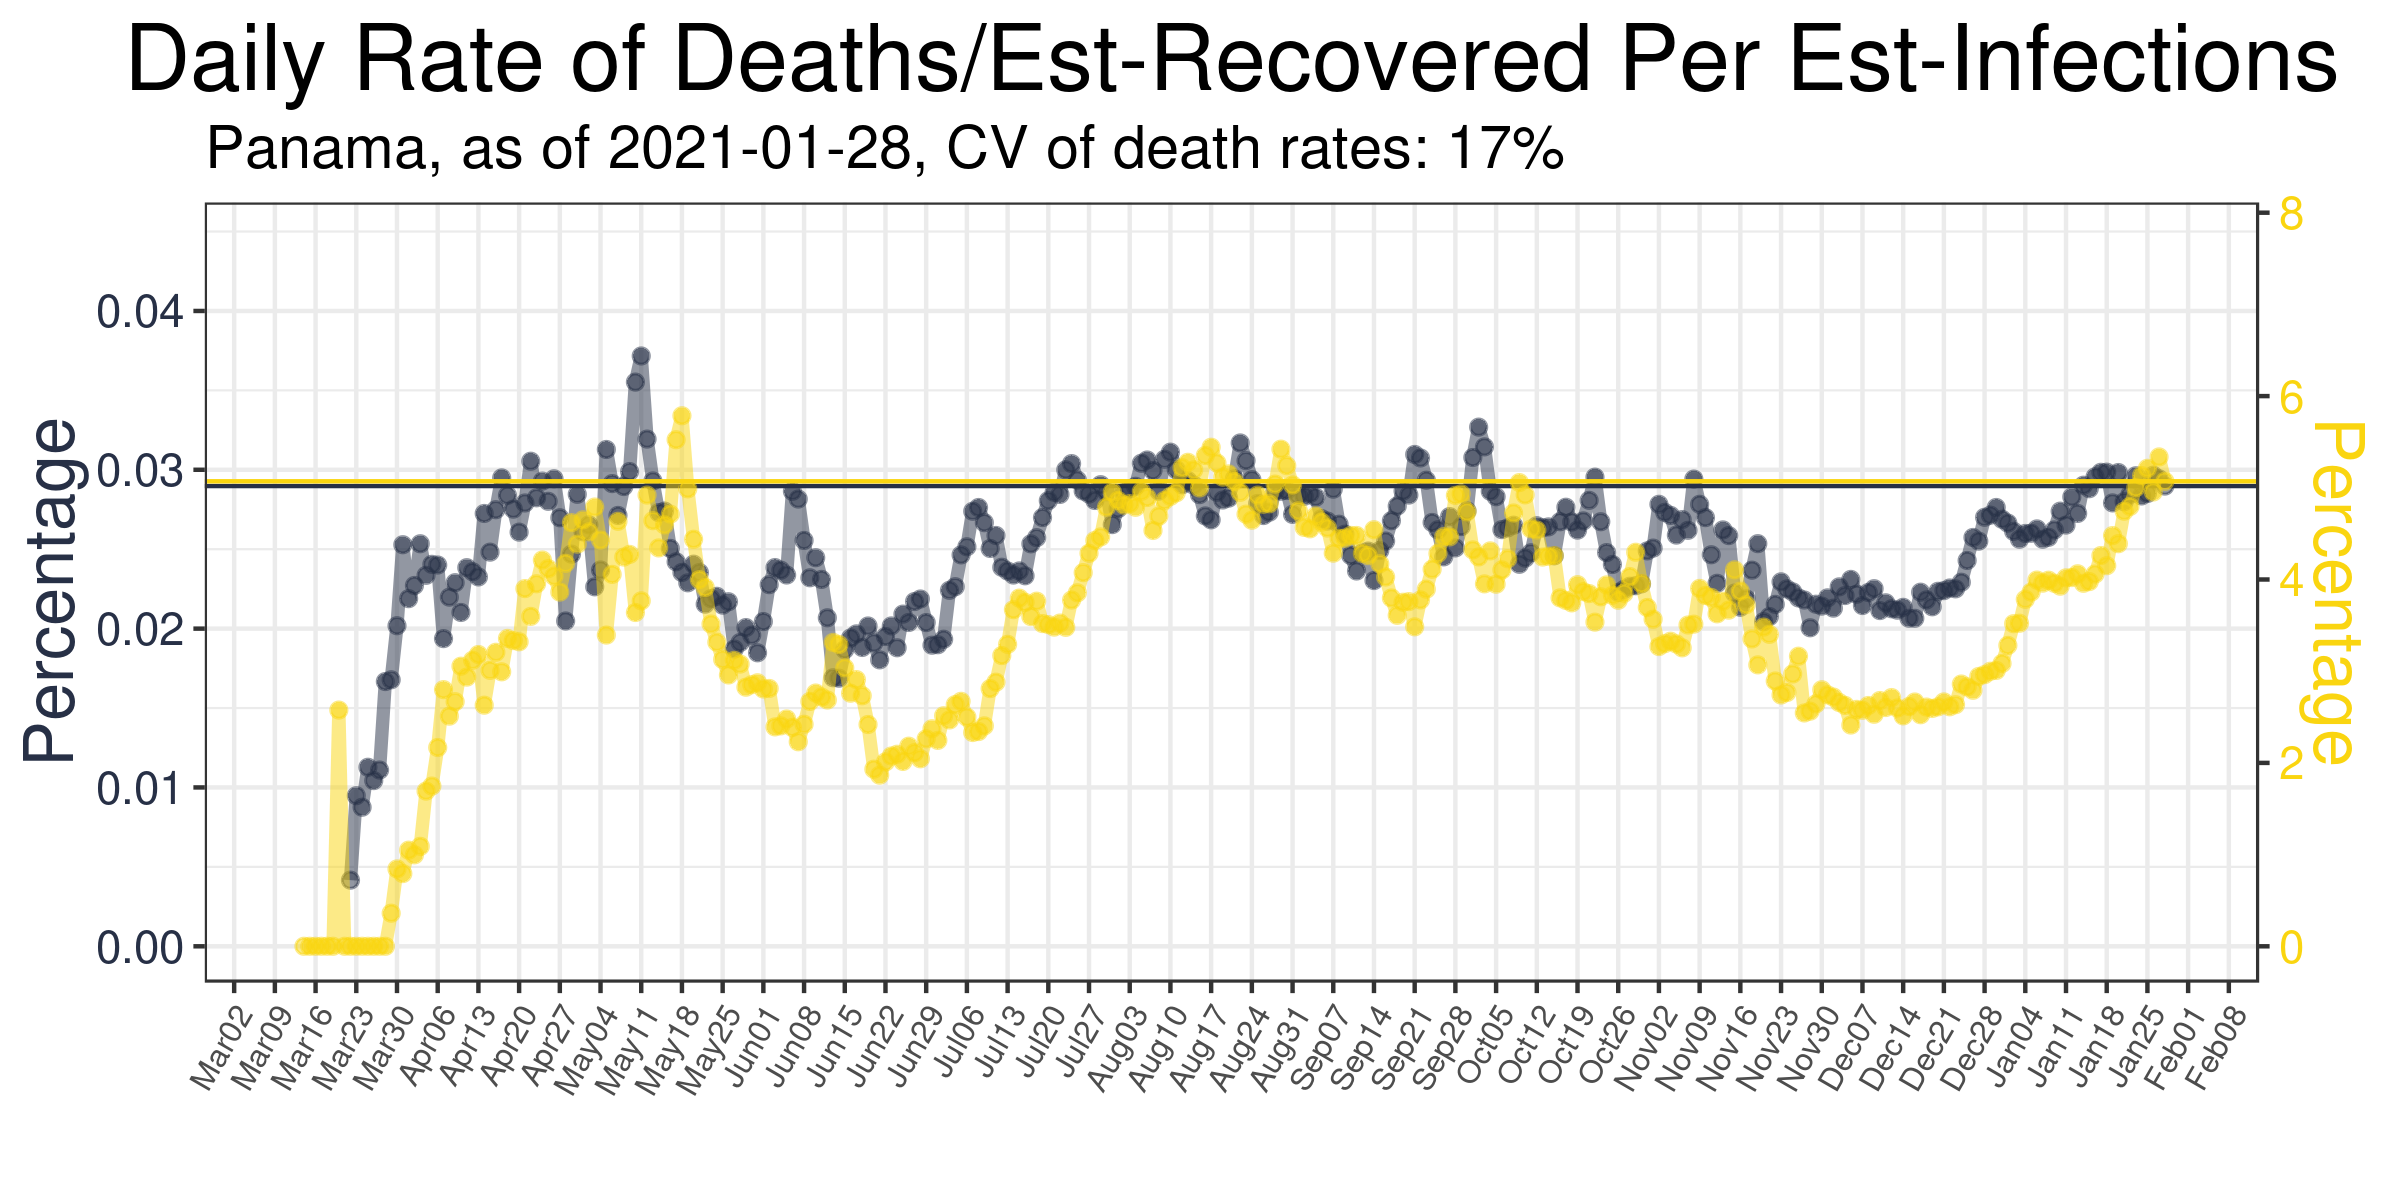 Daily Rate of Deaths/Est-Recovered Per Est-Infections
Panama, as of 2021-01-28, CV of death rates: 17%
Percentage
0.04
0.03
0.02
0.01
0.00
8
6
4
2
0
Percentage
Mar02
Mar09
Mar16
Mar23
Mar30
Apr06
Apr13
Apr20
Apr27
May04
May11
May18
May25
Jun01
Jun08
Jun15
Jun22
Jun29
Jul06
Jul13
Jul20
Jul27
Aug03
Aug10
Aug17
Aug24
Aug31
Sep07
Sep14
Sep21
Sep28
Oct05
Oct12
Oct19
Oct26
Nov02
Nov09
Nov16
Nov23
Nov30
Dec07
Dec14
Dec21
Dec28
Jan04
Jan11
Jan18
Jan25
Feb01
Feb08